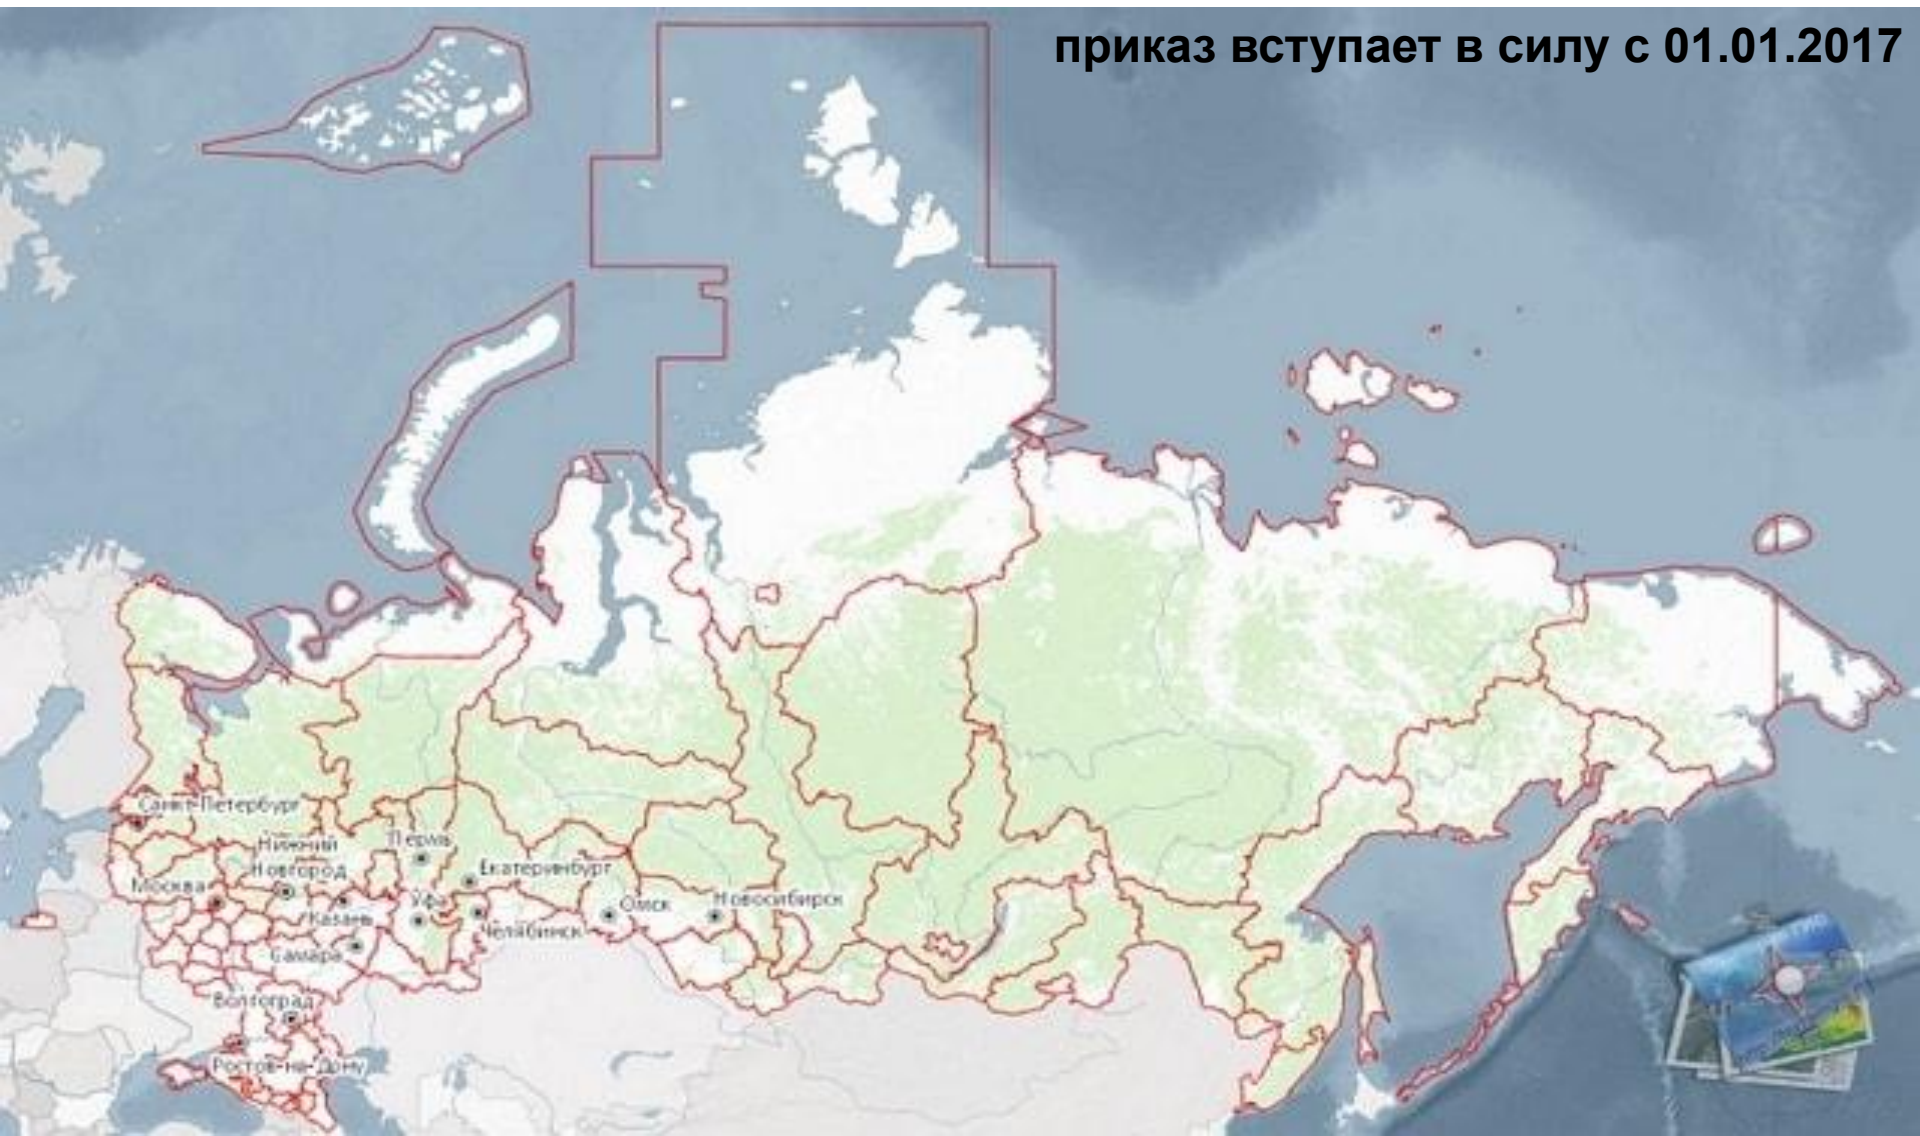 приказ вступает в силу с 01.01.2017
Санкт-Петербург
Нижний
Новгород
Пермь
Екатеринбург
Москва
Казань
Уфа
Челябинск
Омск
Новосибирск
Самара
Волгоград
Ростов-на-Дону